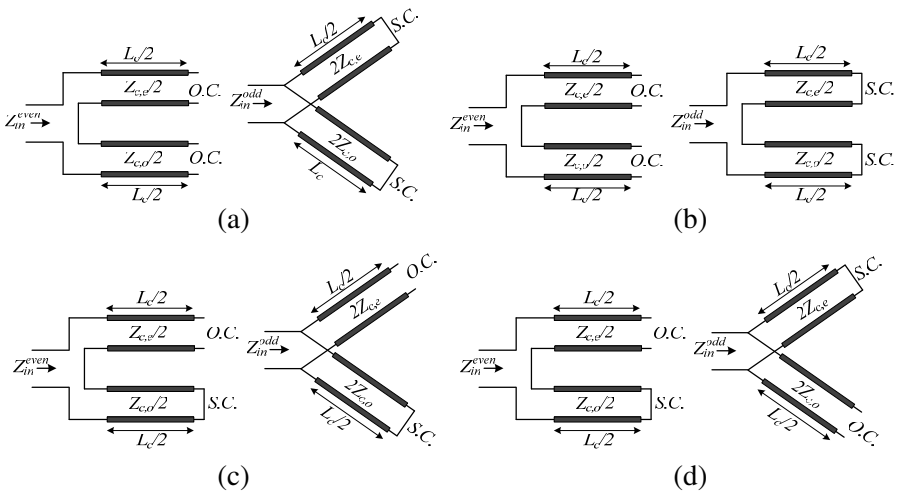 L_c/2
Z_{c,e}/2
O.C.
Z_{in}^{even}
Z_{c,o}/2
O.C.
L_c/2
L_c/2
S.C.
2Z_{c,e}
Z_{in}^{odd}
2Z_{c,o}
L_c
S.C.
(a)
L_c/2
Z_{c,e}/2
O.C.
Z_{in}^{even}
Z_{c,o}/2
O.C.
L_c/2
L_c/2
Z_{c,e}/2
S.C.
Z_{in}^{odd}
Z_{c,o}/2
S.C.
L_c/2
(b)
L_c/2
Z_{c,e}/2
O.C.
Z_{in}^{even}
Z_{c,o}/2
S.C.
L_c/2
L_c/2
O.C.
2Z_{c,e}
Z_{in}^{odd}
2Z_{c,o}
L_c/2
S.C.
(c)
L_c/2
Z_{c,e}/2
O.C.
Z_{in}^{even}
Z_{c,o}/2
S.C.
L_c/2
L_c/2
S.C.
2Z_{c,e}
Z_{in}^{odd}
2Z_{c,o}
L_c/2
O.C.
(d)